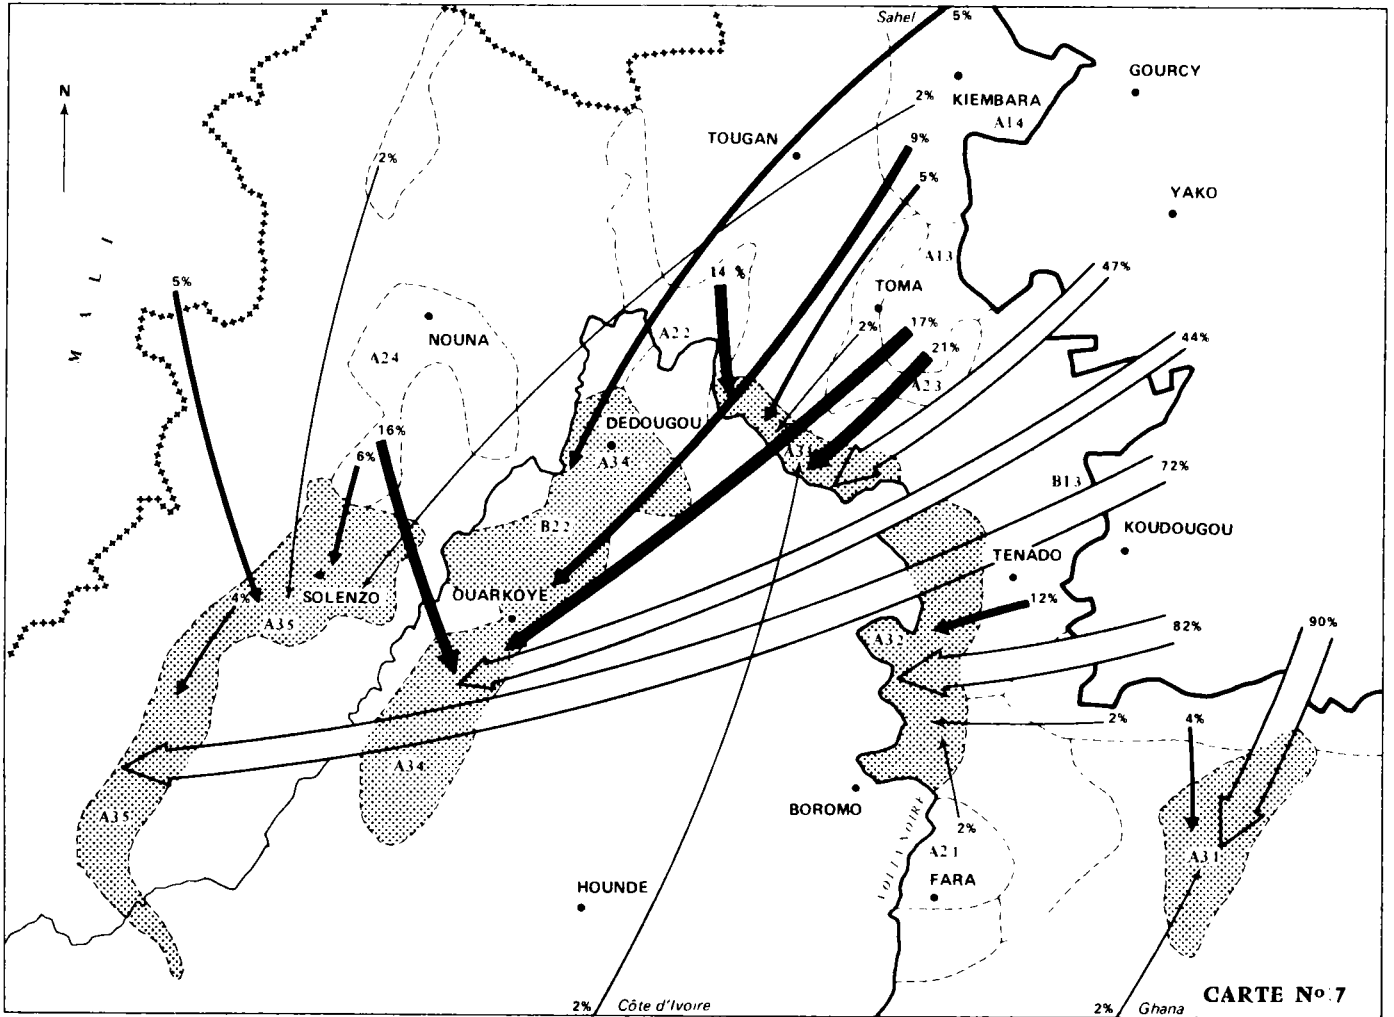 Sahel
5%
N
KIEMBARA
GOURCY
2%
A14
TOUGAN
9%
2%
5%
YAKO
MALI
A13
47%
5%
14 %
TOMA
2%
17%
NOUNA
A22
44%
21%
A24
A23
DEDOUGOU
16%
A34
6%
72%
B13
B22
KOUDOUGOU
TENADO
SOLENZO
OUARKOYE
4%
12%
A35
A32
82%
90%
2%
4%
A34
BOROMO
A35
2%
A21
A31
FARA
HOUNDE
CARTE Nº 7
2%
Côte d'Ivoire
2%
Ghana